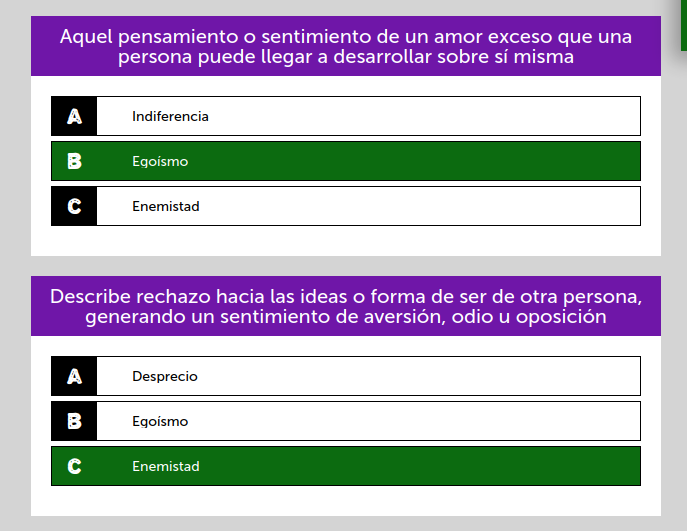 Aquel pensamiento o sentimiento de un amor exceso que una
persona puede llegar a desarrollar sobre sí misma
A Indiferencia
B Egoísmo
C Enemistad
Describe rechazo hacia las ideas o forma de ser de otra persona,
generando un sentimiento de aversión, odio u oposición
A Desprecio
B Egoísmo
C Enemistad